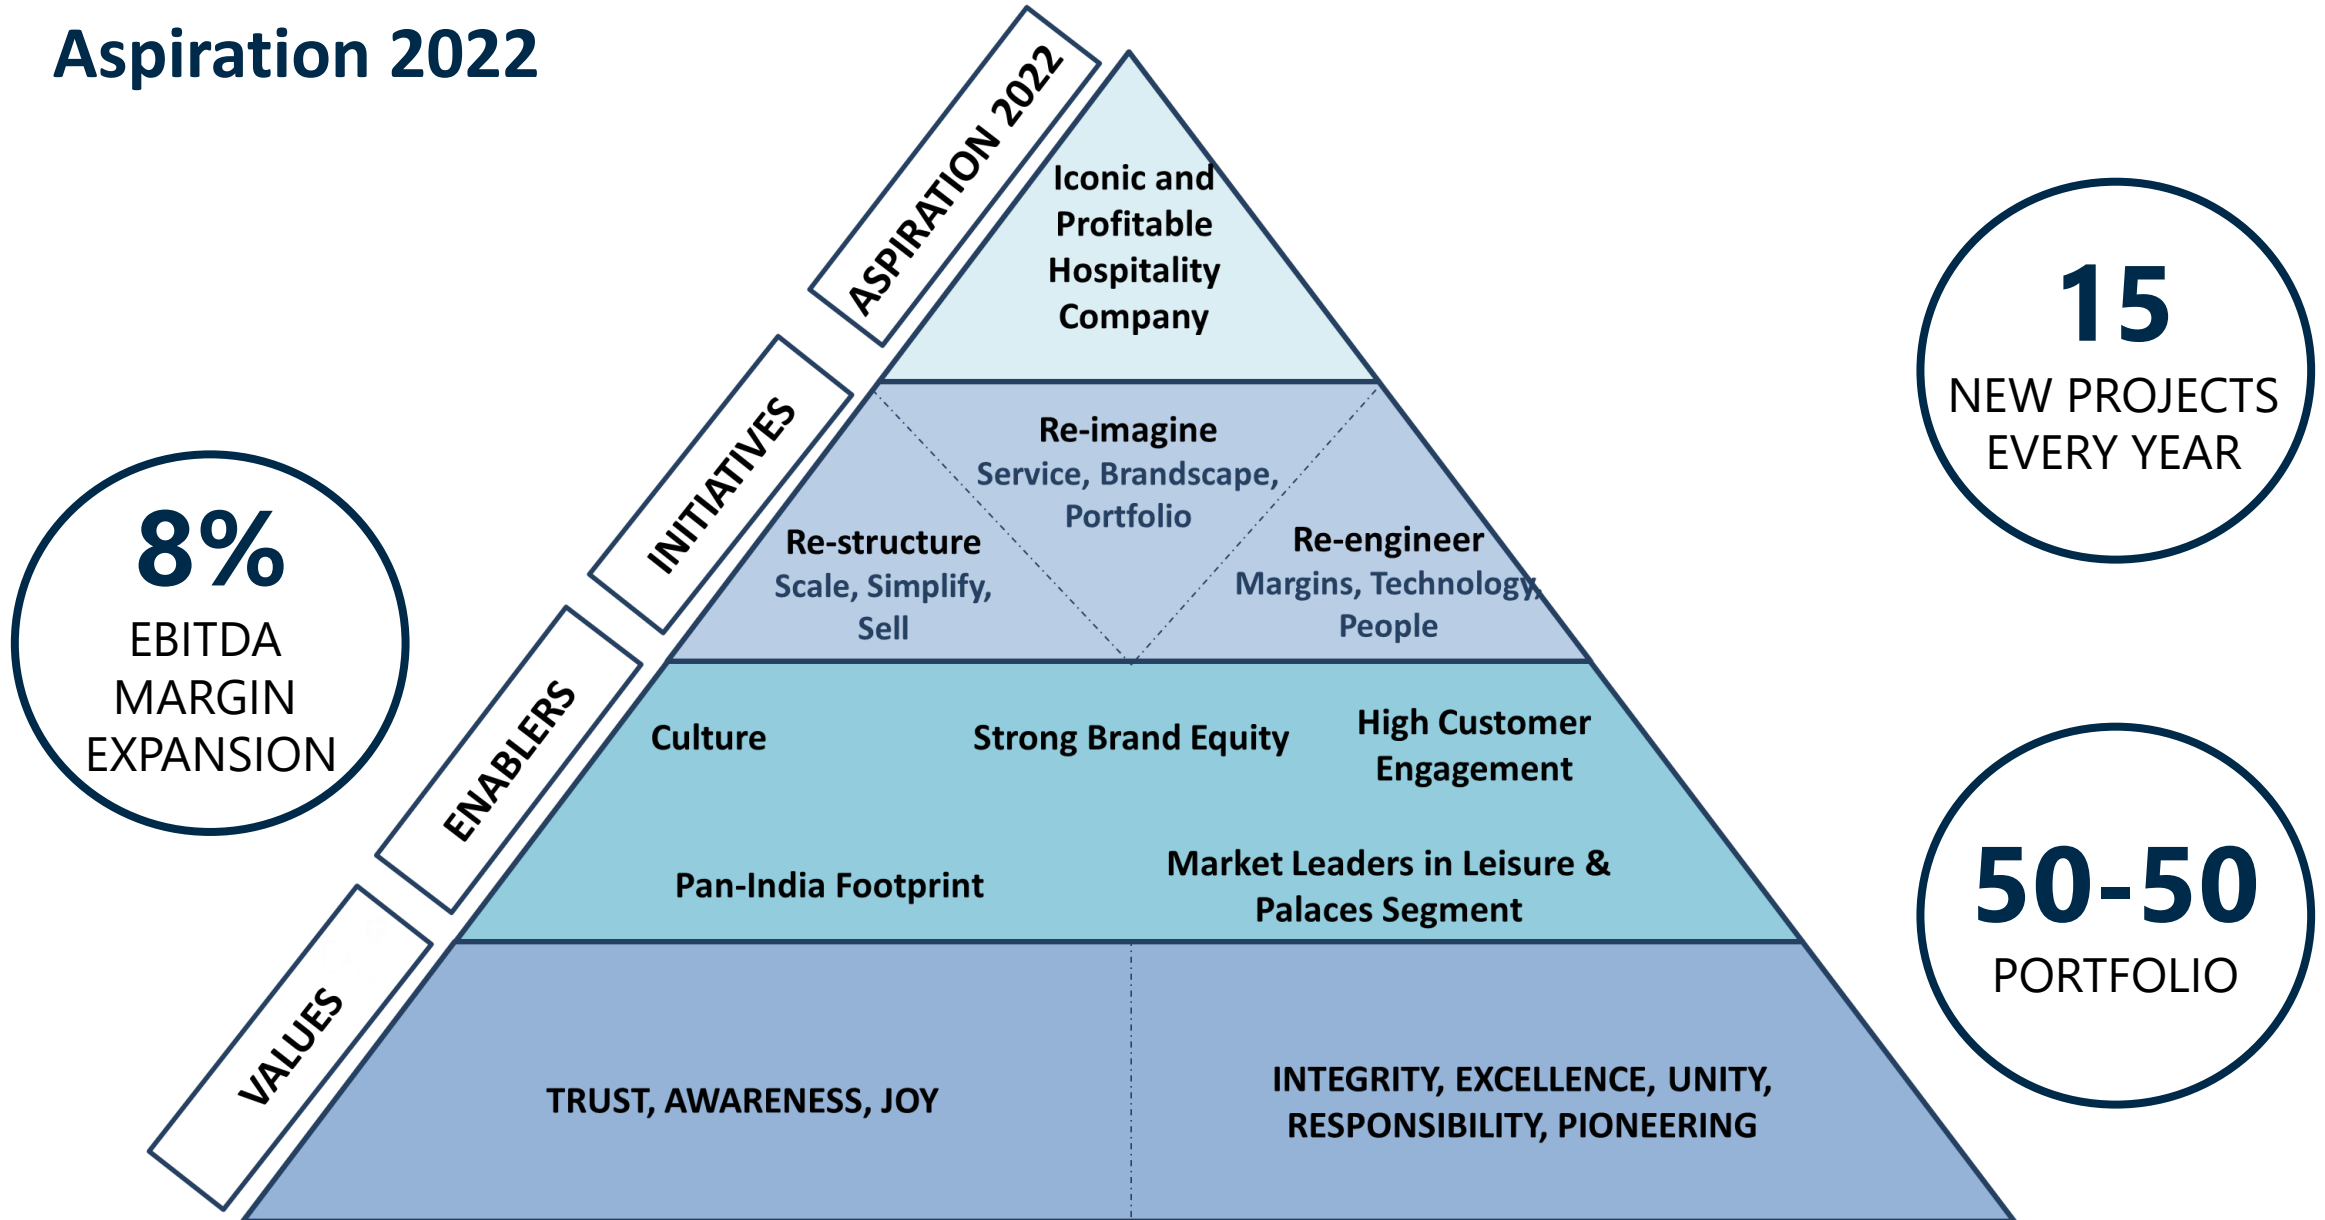 Aspiration 2022
ASPIRATION 2022
Iconic and
Profitable
Hospitality
Company
INITIATIVES
Re-imagine
Service, Brandscape,
Portfolio
Re-structure
Scale, Simplify,
Sell
Re-engineer
Margins, Technology,
People
ENABLERS
Culture
Strong Brand Equity
High Customer
Engagement
Pan-India Footprint
Market Leaders in Leisure &
Palaces Segment
VALUES
TRUST, AWARENESS, JOY
INTEGRITY, EXCELLENCE, UNITY,
RESPONSIBILITY, PIONEERING
8%
EBITDA
MARGIN
EXPANSION
15
NEW PROJECTS
EVERY YEAR
50-50
PORTFOLIO